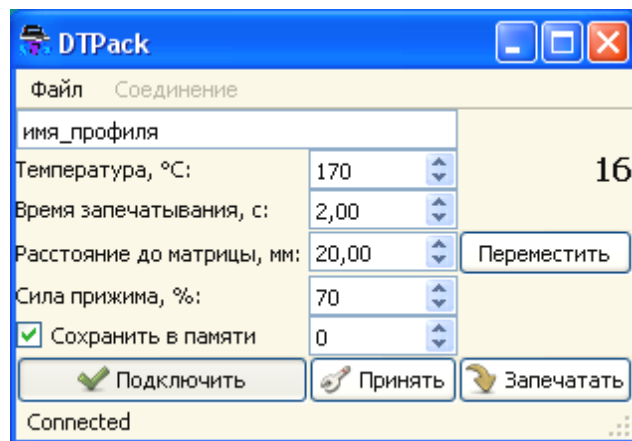 DTPack
Файл Соединение
имя_профиля
Температура, °C: 170 16
Время запечатывания, с: 2,00
Расстояние до матрицы, мм: 20,00 Переместить
Сила прижима, %: 70
Сохранить в памяти 0
Подключить Принять Запечатать
Connected